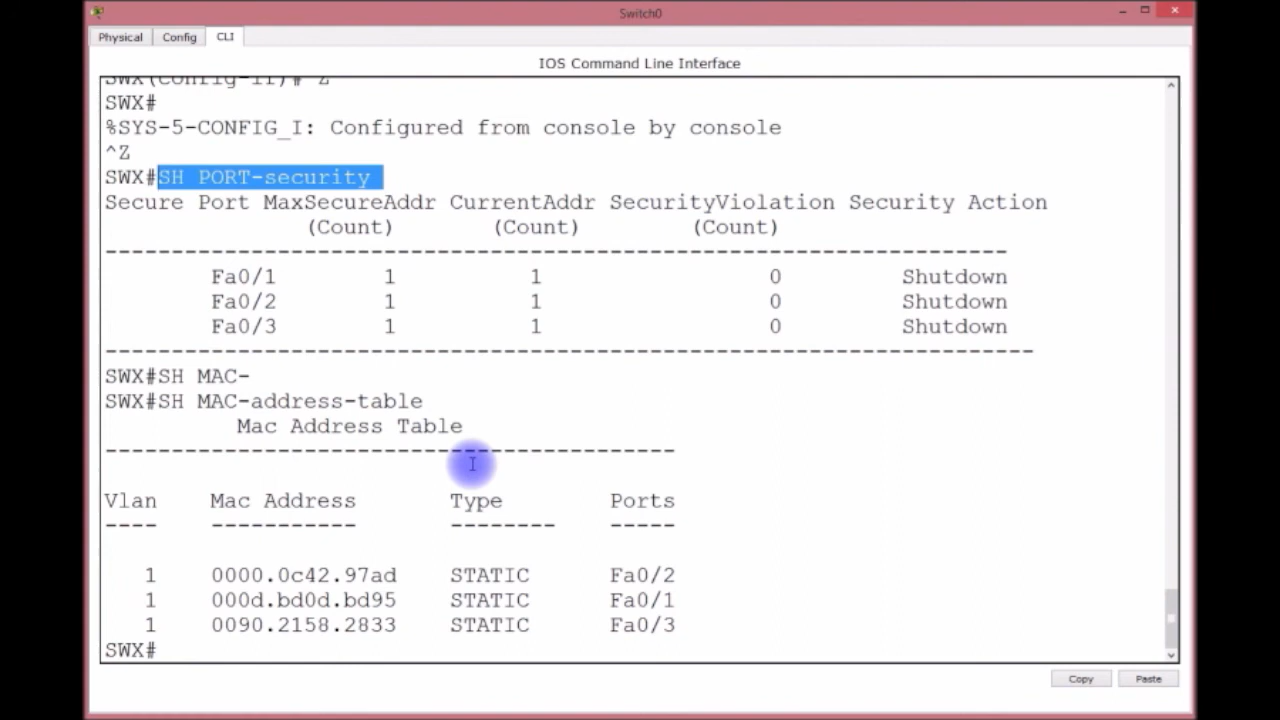 Switch0
Physical Config CLI
IOS Command Line Interface
SWX(config-if)#^Z
SWX#
%SYS-5-CONFIG_I: Configured from console by console
^Z
SWX#SH PORT-security
Secure Port MaxSecureAddr CurrentAddr SecurityViolation Security Action
(Count) (Count) (Count)
--------------------------------------------------------------------
Fa0/1 1 1 0 Shutdown
Fa0/2 1 1 0 Shutdown
Fa0/3 1 1 0 Shutdown
----------------------------------------------------------------------
SWX#SH MAC-
SWX#SH MAC-address-table
Mac Address Table
-------------------------------------------
Vlan Mac Address Type Ports
---- ----------- -------- -----
1 0000.0c42.97ad STATIC Fa0/2
1 000d.bd0d.bd95 STATIC Fa0/1
1 0090.2158.2833 STATIC Fa0/3
SWX#
Copy Paste